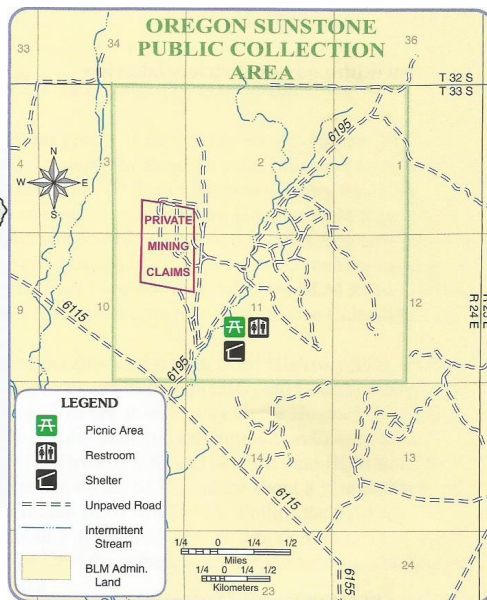 OREGON SUNSTONE
PUBLIC COLLECTION
AREA
33
34
36
T 32 S
T 33 S
6195
4
3
2
1
N
W
E
S
PRIVATE
MINING
CLAIMS
6115
9
10
11
12
R 24 E
6195
LEGEND
Picnic Area
Restroom
Shelter
Unpaved Road
Intermittent
Stream
BLM Admin.
Land
14
13
6115
1/4 0 1/4 1/2
Miles
1/4 0 1/4 1/2
Kilometers
23
24
6155